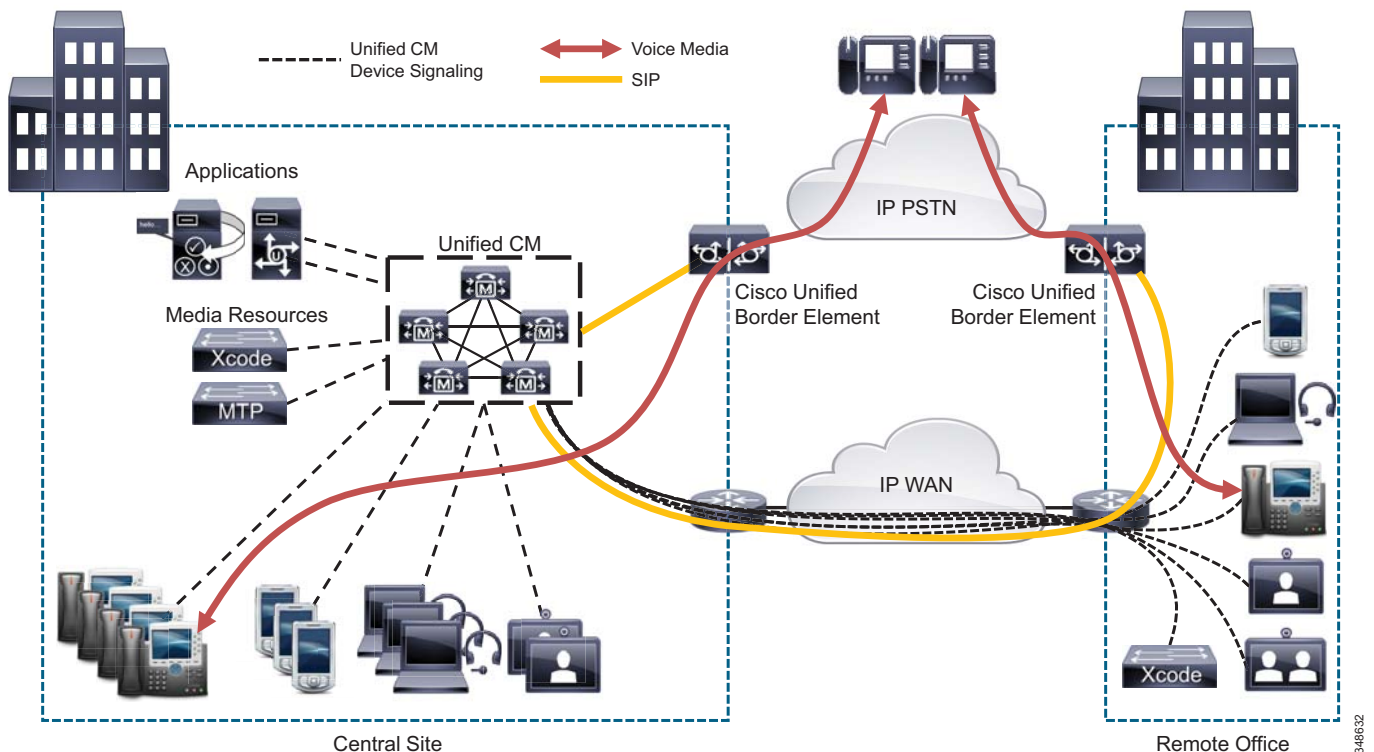 Unified CM
Device Signaling
Voice Media
SIP
Applications
hello...
U
Unified CM
M
M
M
M
M
Media Resources
Xcode
MTP
IP PSTN
Cisco Unified
Border Element
Cisco Unified
Border Element
IP WAN
Xcode
Central Site
Remote Office
348632